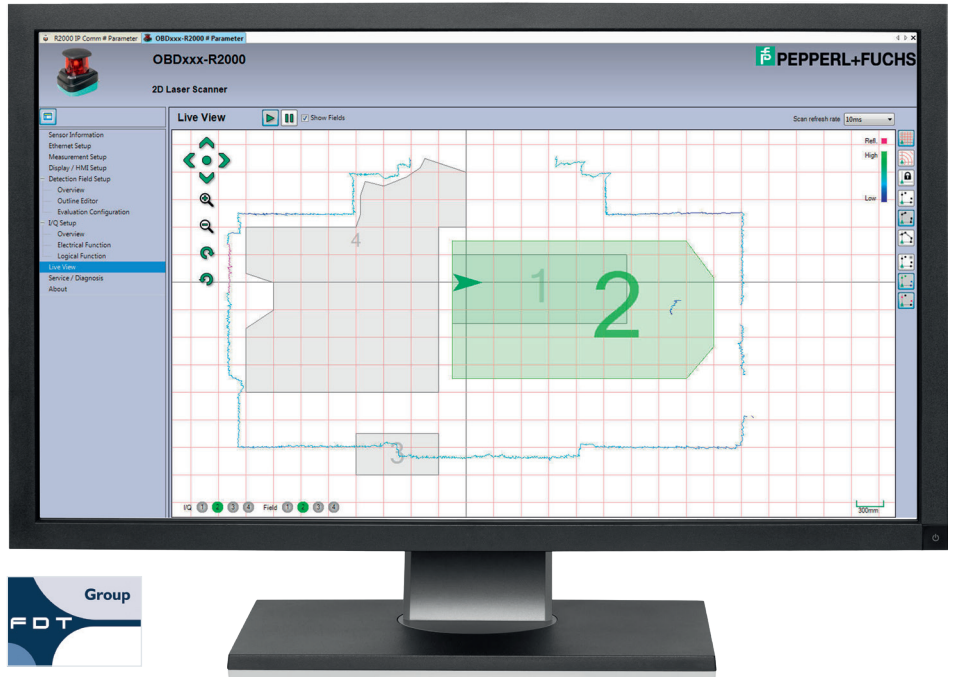 R2000 IP Comm # Parameter
OBDxxx-R2000 # Parameter
OBDxxx-R2000
2D Laser Scanner
PEPPERL+FUCHS
Live View
Show Fields
Scan refresh rate 10ms
Sensor Information
Ethernet Setup
Measurement Setup
Display / HMI Setup
Detection Field Setup
Overview
Outline Editor
Evaluation Configuration
I/Q Setup
Overview
Electrical Function
Logical Function
Live View
Service / Diagnosis
About
Refl.
High
Low
4
1
2
3
I/Q 1 2 3 4 Field 1 2 3 4
300mm
Group
FDT